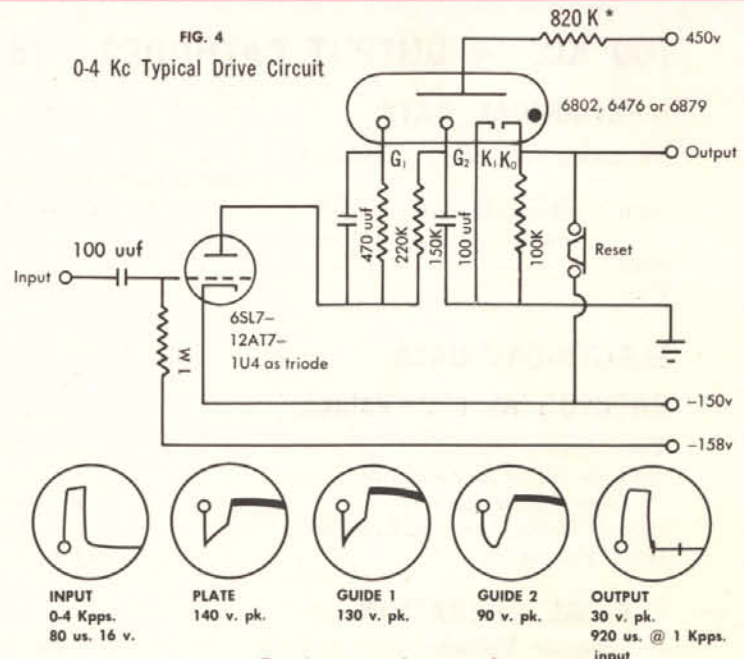 820 K *
450v
FIG. 4
0-4 Kc Typical Drive Circuit
6802, 6476 or 6879
G₁
G₂
K₁
K₀
Output
470 uuf
220K
150K
100 uuf
100K
Reset
100 uuf
Input
1 M
6SL7–
12AT7–
1U4 as triode
–150v
–158v
INPUT
0-4 Kpps.
80 us. 16 v.
PLATE
140 v. pk.
GUIDE 1
130 v. pk.
GUIDE 2
90 v. pk.
OUTPUT
30 v. pk.
920 us. @ 1 Kpps.
input